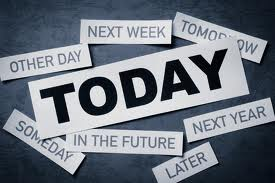 NEXT WEEK
TOMORROW
OTHER DAY
TODAY
NEXT YEAR
SOMEDAY
IN THE FUTURE
LATER